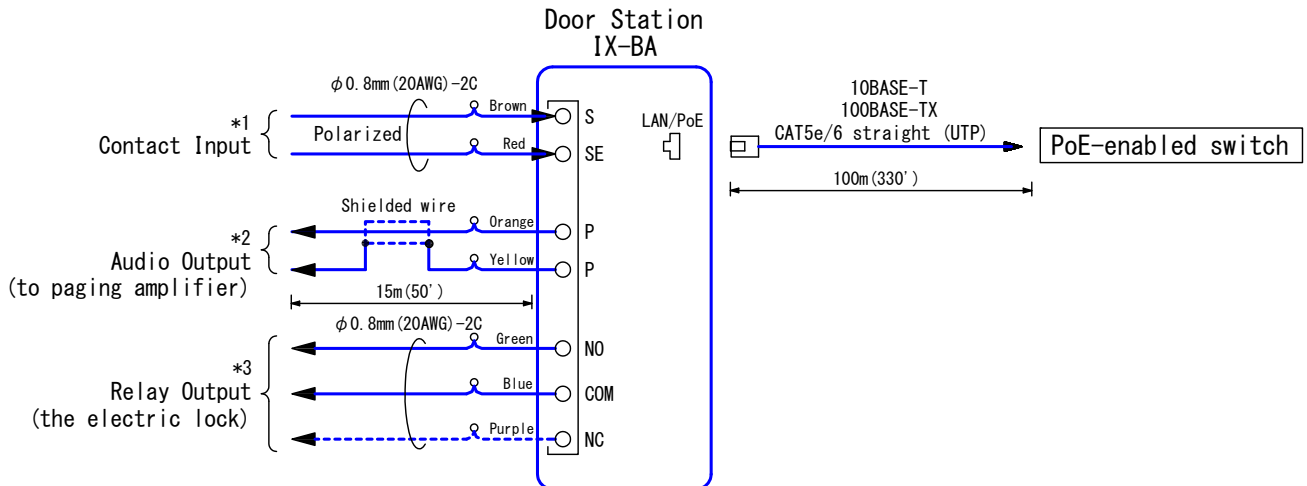 Door Station
IX-BA
φ0.8mm(20AWG)-2C
*1
Contact Input
Polarized
Brown
S
Red
SE
LAN/PoE
10BASE-T
100BASE-TX
CAT5e/6 straight (UTP)
PoE-enabled switch
100m(330')
Shielded wire
*2
Audio Output
(to paging amplifier)
Orange
P
Yellow
P
15m(50')
φ0.8mm(20AWG)-2C
*3
Relay Output
(the electric lock)
Green
NO
Blue
COM
Purple
NC